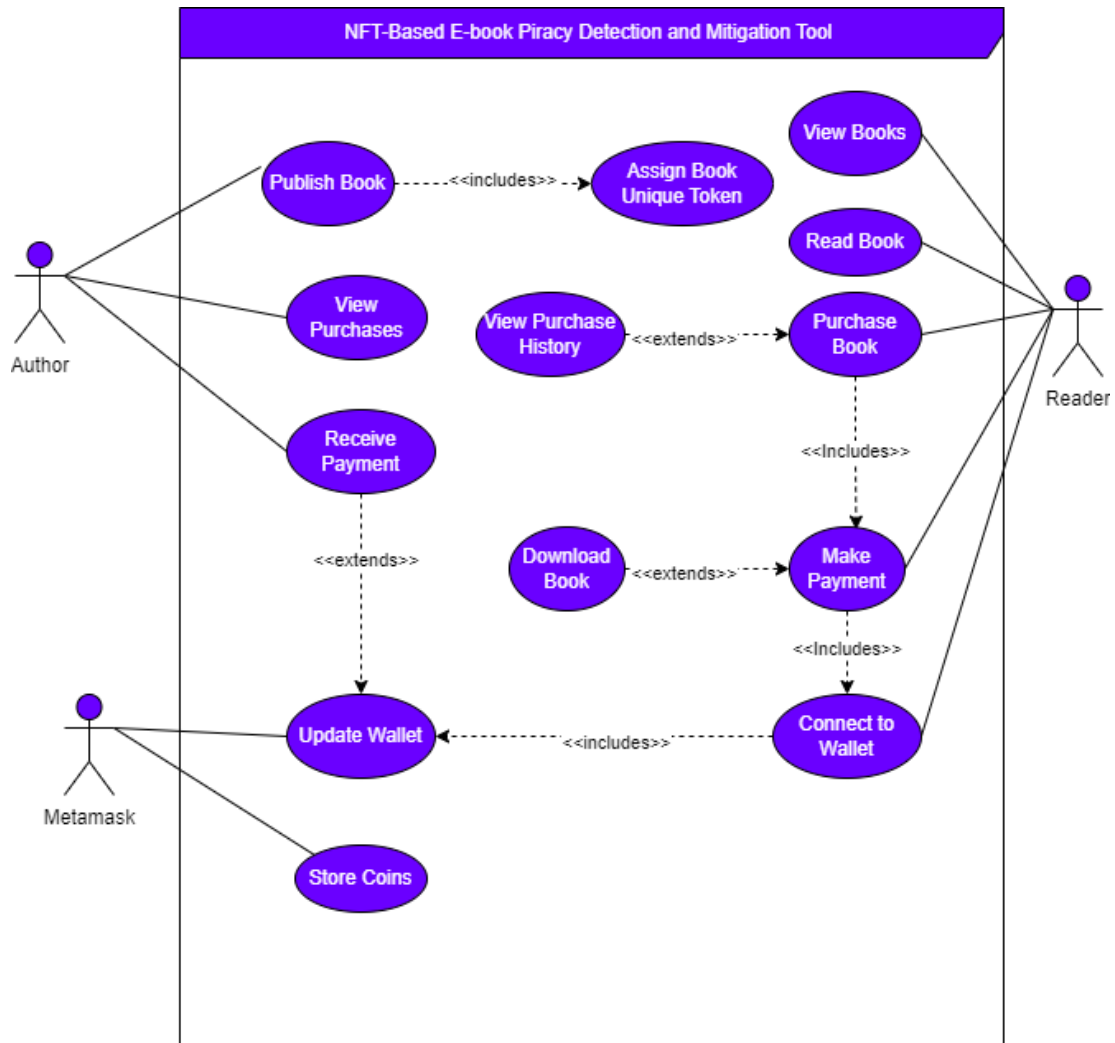 NFT-Based E-book Piracy Detection and Mitigation Tool
View Books
Publish Book
<<includes>>
Assign Book
Unique Token
Read Book
Author
View
Purchases
View Purchase
History
<<extends>>
Purchase
Book
Reader
Receive
Payment
<<Includes>>
<<extends>>
Download
Book
<<extends>>
Make
Payment
<<Includes>>
Metamask
Update Wallet
<<includes>>
Connect to
Wallet
Store Coins